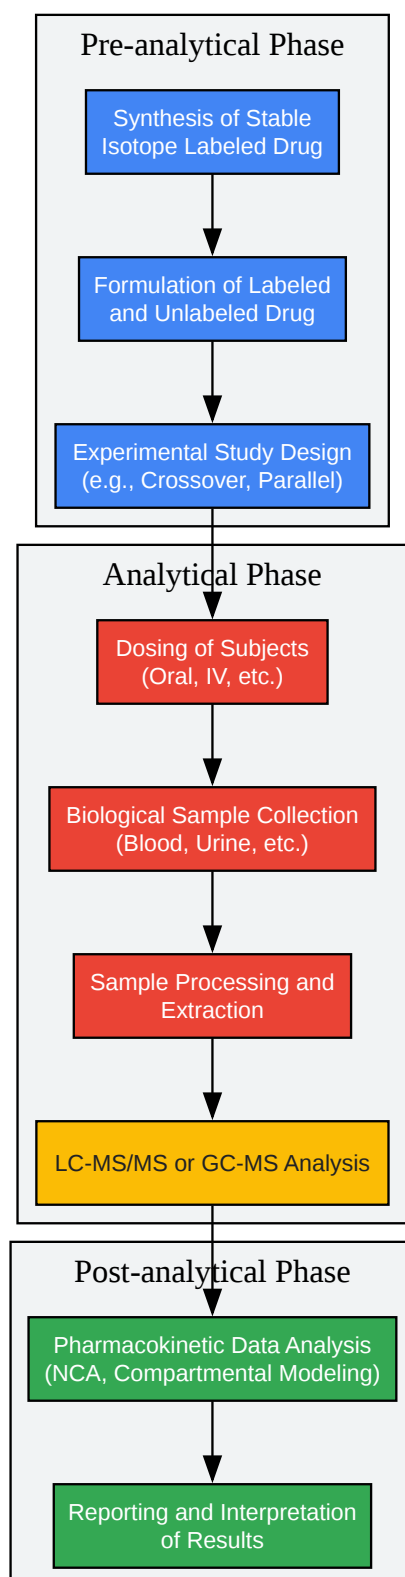 Pre-analytical Phase
Synthesis of Stable
Isotope Labeled Drug
Formulation of Labeled
and Unlabeled Drug
Experimental Study Design
(e.g., Crossover, Parallel)
Analytical Phase
Dosing of Subjects
(Oral, IV, etc.)
Biological Sample Collection
(Blood, Urine, etc.)
Sample Processing and
Extraction
LC-MS/MS or GC-MS Analysis
Post-analytical Phase
Pharmacokinetic Data Analysis
(NCA, Compartmental Modeling)
Reporting and Interpretation
of Results